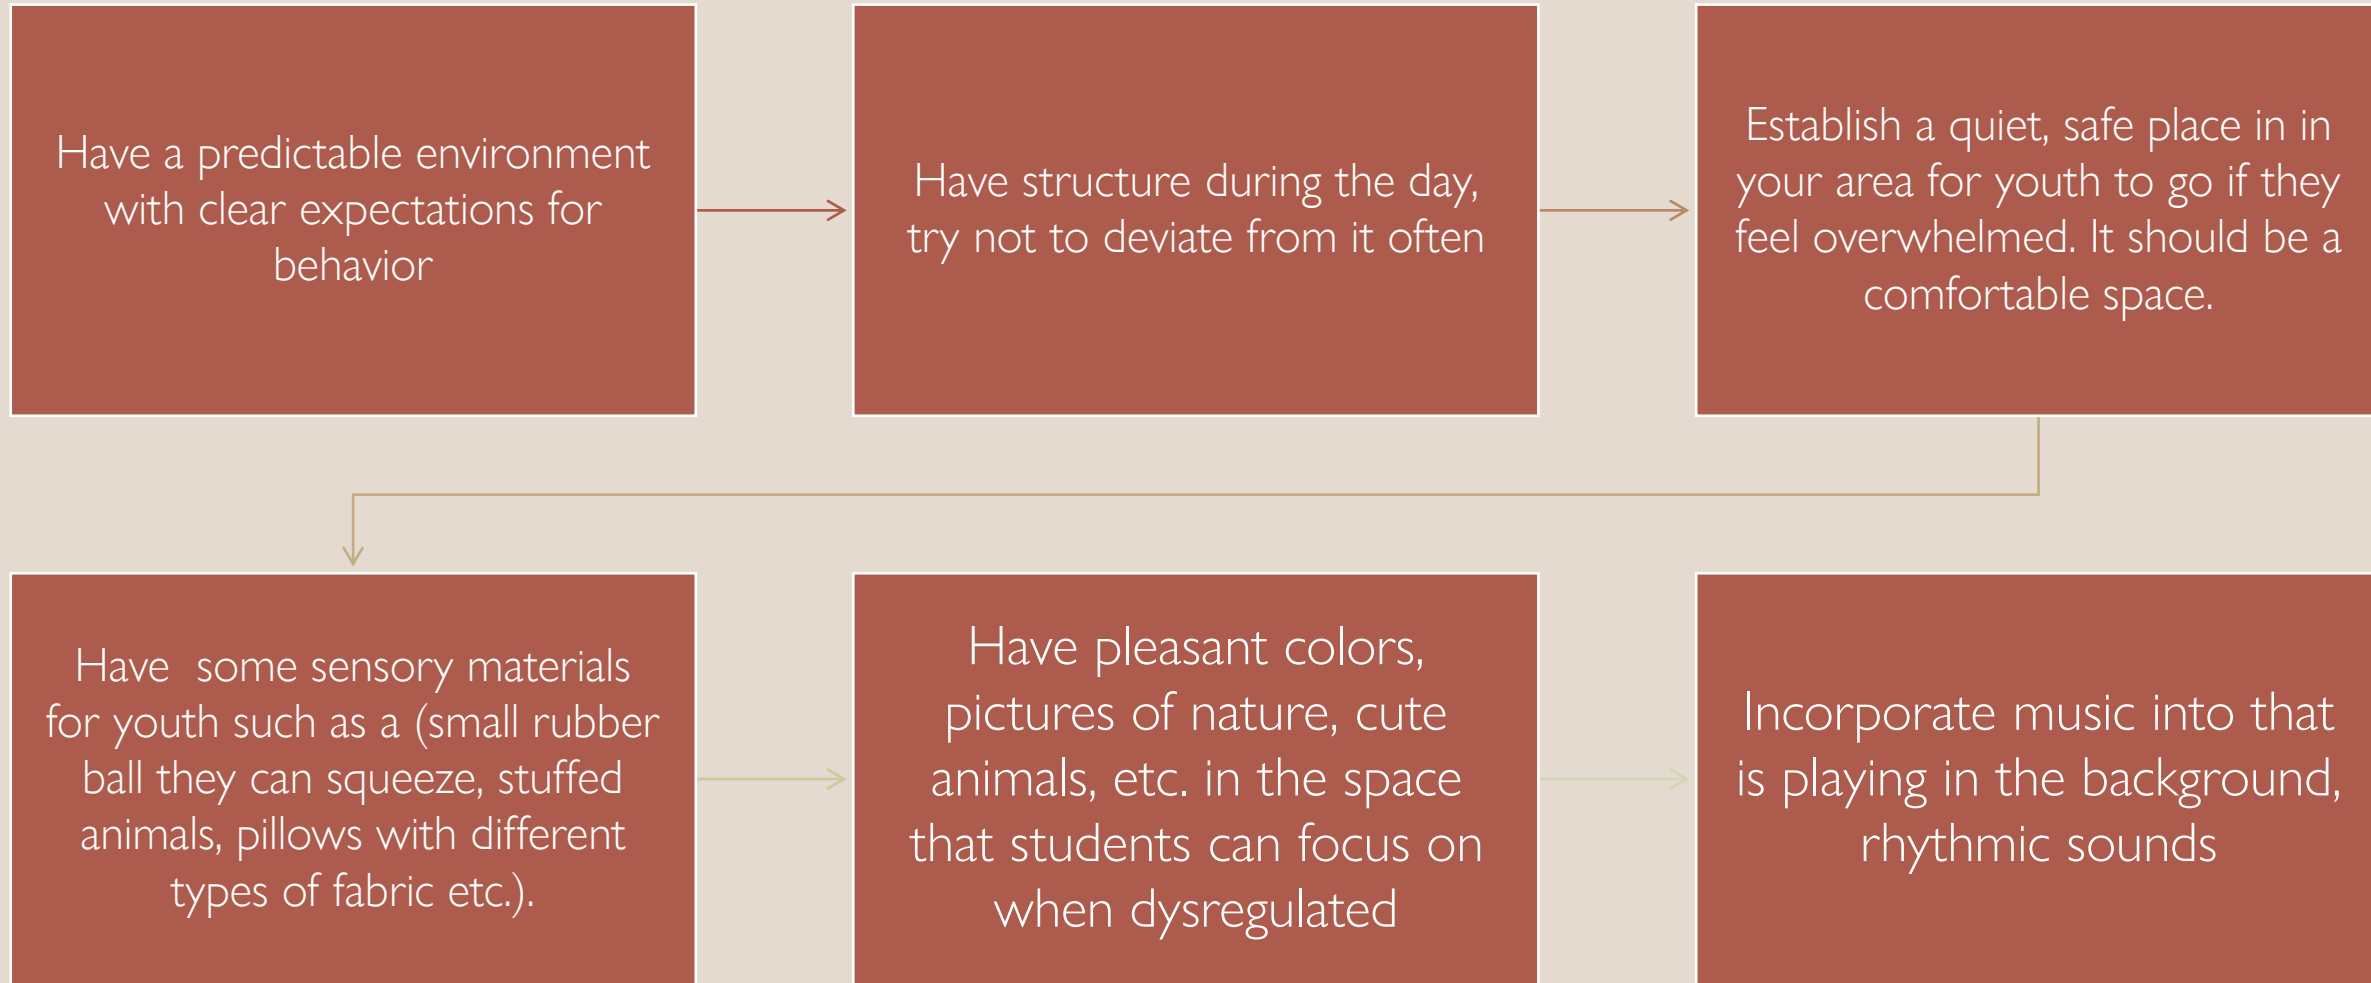 Have a predictable environment
with clear expectations for
behavior
Have structure during the day,
try not to deviate from it often
Establish a quiet, safe place in in
your area for youth to go if they
feel overwhelmed. It should be a
comfortable space.
Have  some sensory materials
for youth such as a (small rubber
ball they can squeeze, stuffed
animals, pillows with different
types of fabric etc.).
Have pleasant colors,
pictures of nature, cute
animals, etc. in the space
that students can focus on
when dysregulated
Incorporate music into that
is playing in the background,
rhythmic sounds